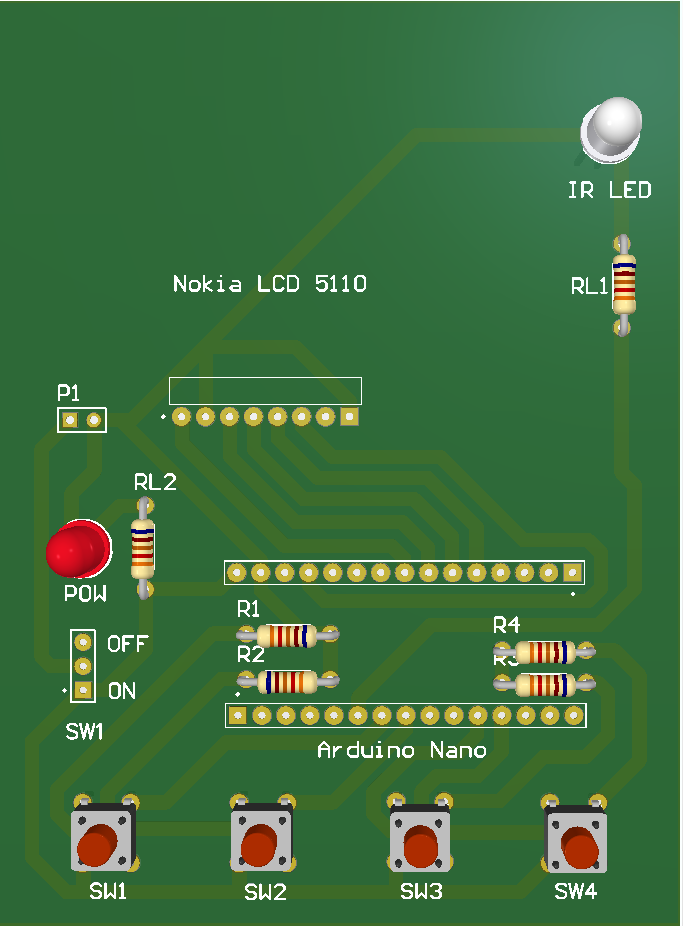 IR LED
Nokia LCD 5110
RL1
P1
RL2
POW
R1
R4
OFF
R2
R3
ON
SW1
Arduino Nano
SW1
SW2
SW3
SW4